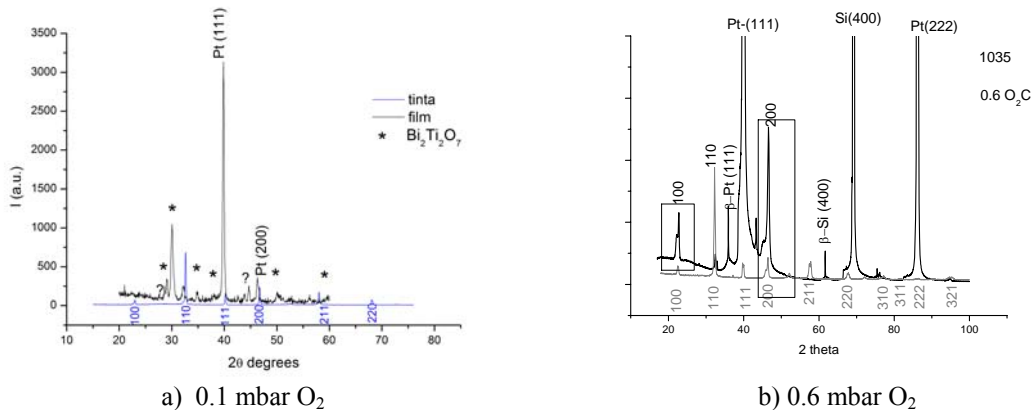 3500
3000
2500
2000
1500
1000
500
0
I (a.u.)
Pt (111)
tinta
film
* Bi₂Ti₂O₇
*
*
*
*
*
*
?
?
Pt (200)
100
110
111
200
211
220
10 20 30 40 50 60 70 80
2θ degrees
a) 0.1 mbar O₂
Pt-(111)
Si(400)
Pt(222)
1035
0.6 O₂C
100
110
β-Pt (111)
200
β-Si (400)
100
110
111
200
211
220
310
311
222
321
20 40 60 80 100
2 theta
b) 0.6 mbar O₂